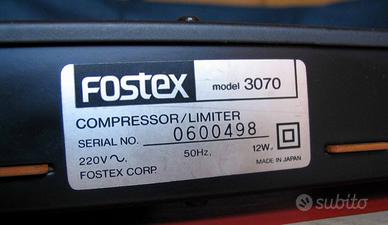 Fostex model 3070
COMPRESSOR/LIMITER
SERIAL NO. 0600498
220V 50Hz, 12W
MADE IN JAPAN
FOSTEX CORP.
subito